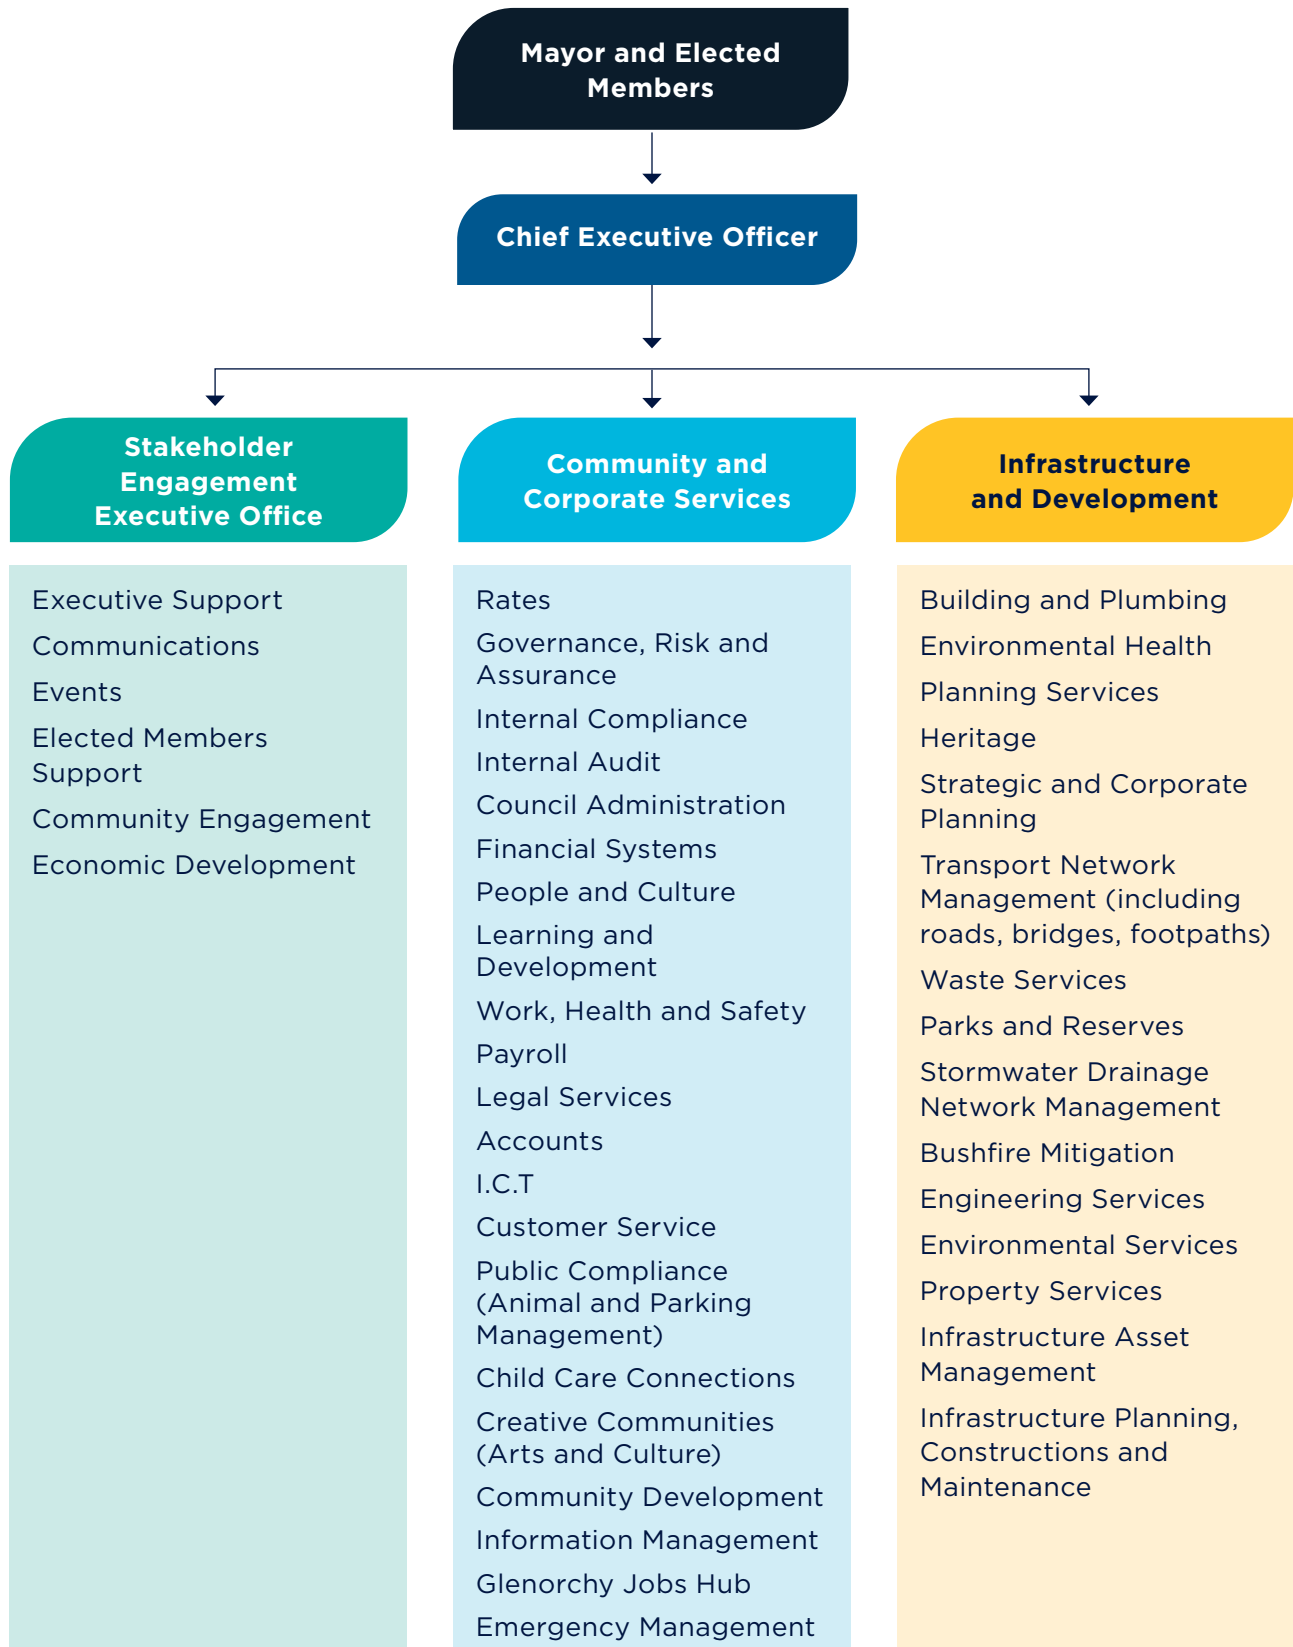 Mayor and Elected
Members
Chief Executive Officer
Stakeholder
Engagement
Executive Office
Executive Support
Communications
Events
Elected Members
Support
Community Engagement
Economic Development
Community and
Corporate Services
Rates
Governance, Risk and
Assurance
Internal Compliance
Internal Audit
Council Administration
Financial Systems
People and Culture
Learning and
Development
Work, Health and Safety
Payroll
Legal Services
Accounts
I.C.T
Customer Service
Public Compliance
(Animal and Parking
Management)
Child Care Connections
Creative Communities
(Arts and Culture)
Community Development
Information Management
Glenorchy Jobs Hub
Emergency Management
Infrastructure
and Development
Building and Plumbing
Environmental Health
Planning Services
Heritage
Strategic and Corporate
Planning
Transport Network
Management (including
roads, bridges, footpaths)
Waste Services
Parks and Reserves
Stormwater Drainage
Network Management
Bushfire Mitigation
Engineering Services
Environmental Services
Property Services
Infrastructure Asset
Management
Infrastructure Planning,
Constructions and
Maintenance